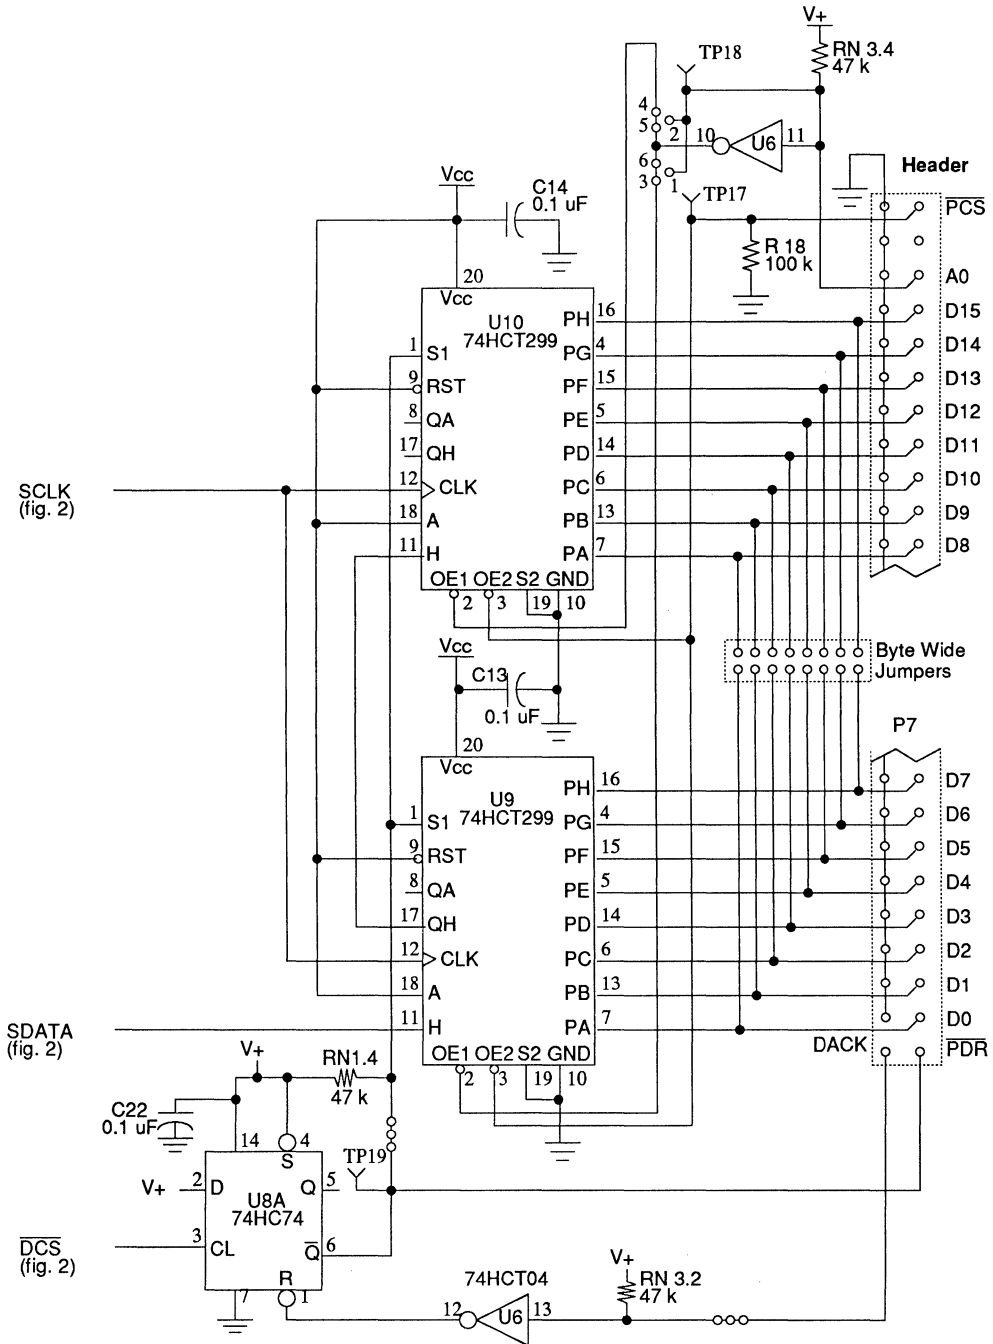 V+
RN 3.4
47 k
TP18
4
5
2
10
U6
11
6
3
1
TP17
Header
Vcc
C14
0.1 uF
R 18
100 k
PCS
A0
D15
D14
D13
D12
D11
D10
D9
D8
20
Vcc
U10
74HCT299
1 S1
9 RST
8 QA
17 QH
12 CLK
18 A
11 H
PH 16
PG 4
PF 15
PE 5
PD 14
PC 6
PB 13
PA 7
OE1 OE2 S2 GND
2 3 19 10
SCLK
(fig. 2)
Byte Wide
Jumpers
Vcc
C13
0.1 uF
P7
20
Vcc
U9
74HCT299
1 S1
9 RST
8 QA
17 QH
12 CLK
18 A
11 H
PH 16
PG 4
PF 15
PE 5
PD 14
PC 6
PB 13
PA 7
OE1 OE2 S2 GND
2 3 19 10
D7
D6
D5
D4
D3
D2
D1
D0
DACK
PDR
SDATA
(fig. 2)
V+
RN1.4
47 k
C22
0.1 uF
14
4
S
TP19
V+
2 D
Q 5
U8A
74HC74
3 CL
Q 6
R
7
1
DCS
(fig. 2)
74HCT04
12
U6
13
V+
RN 3.2
47 k